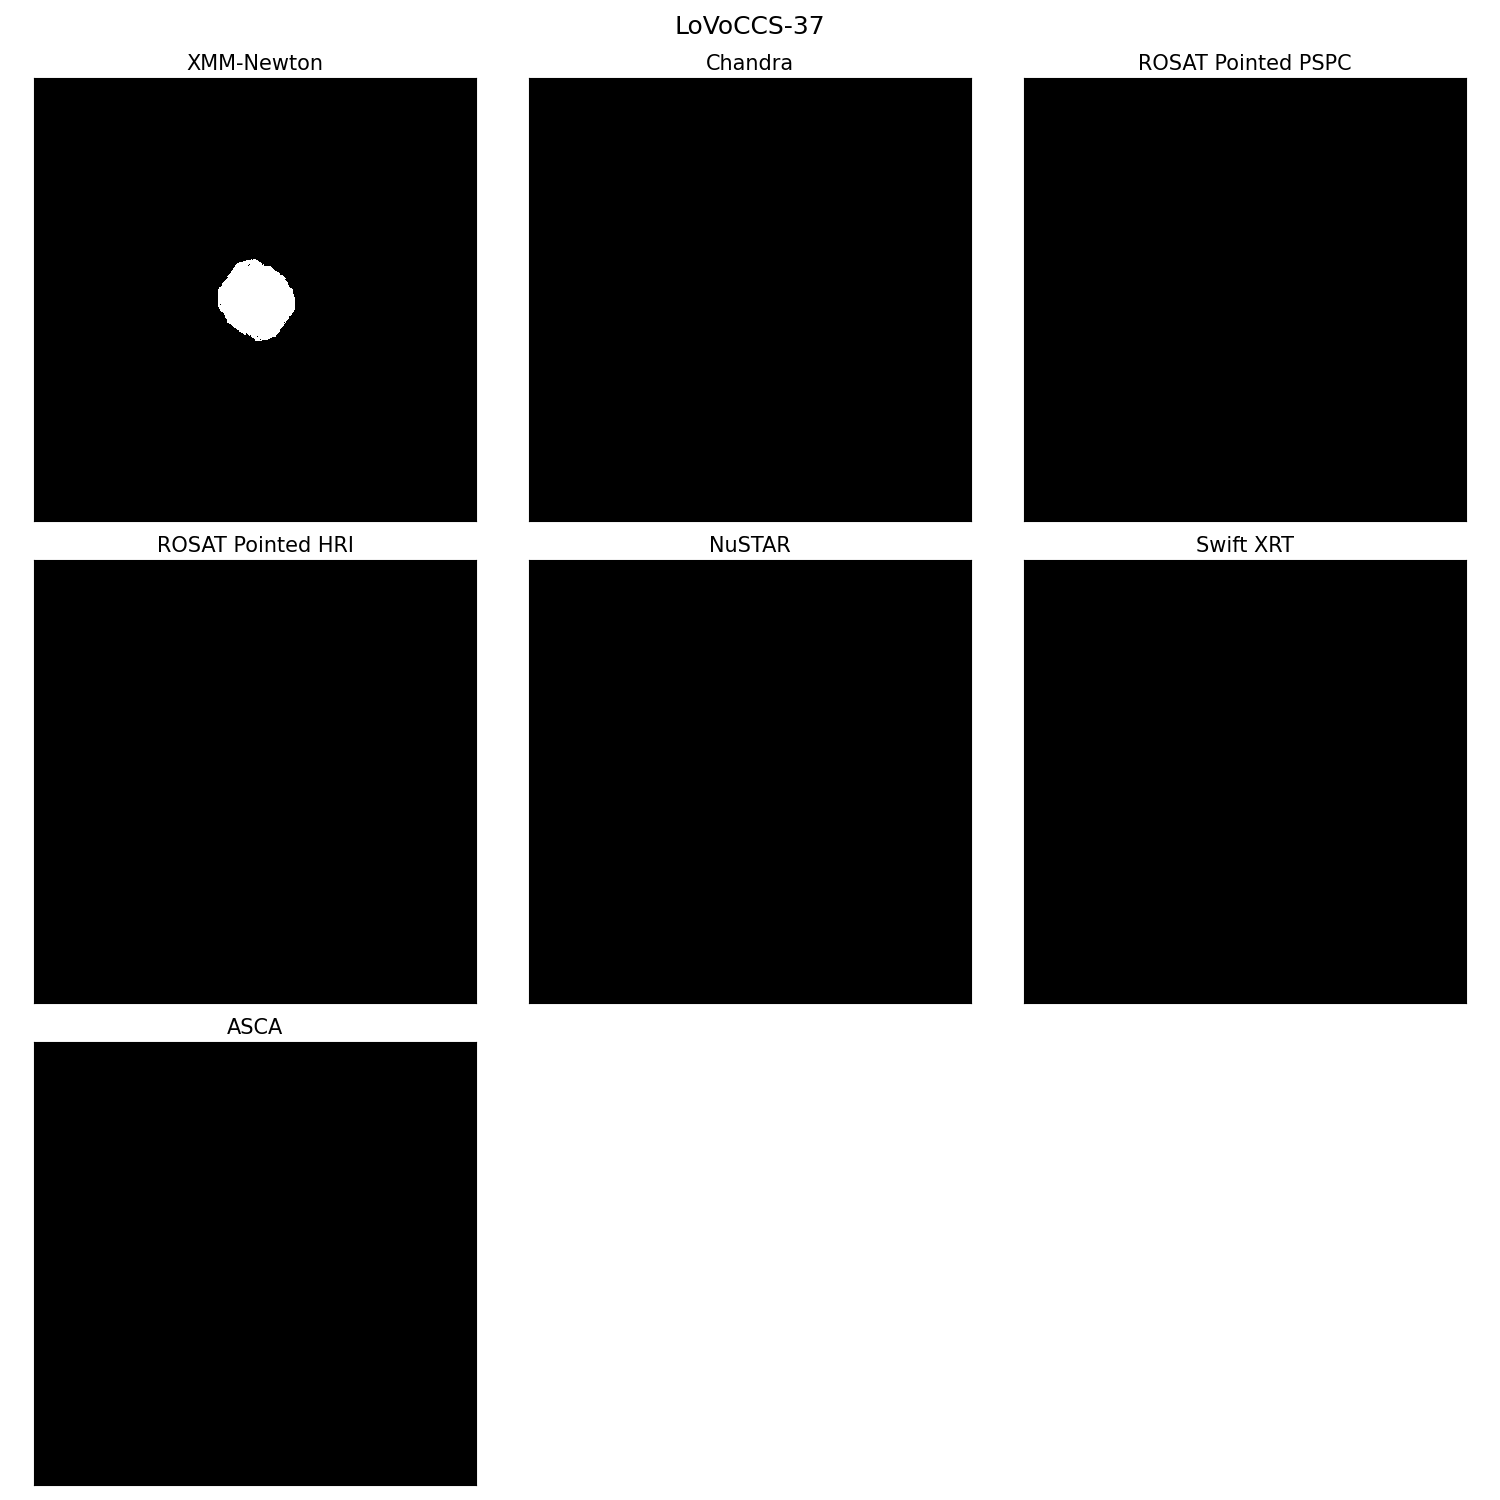 LoVoCCS-37
XMM-Newton
Chandra
ROSAT Pointed PSPC
ROSAT Pointed HRI
NuSTAR
Swift XRT
ASCA